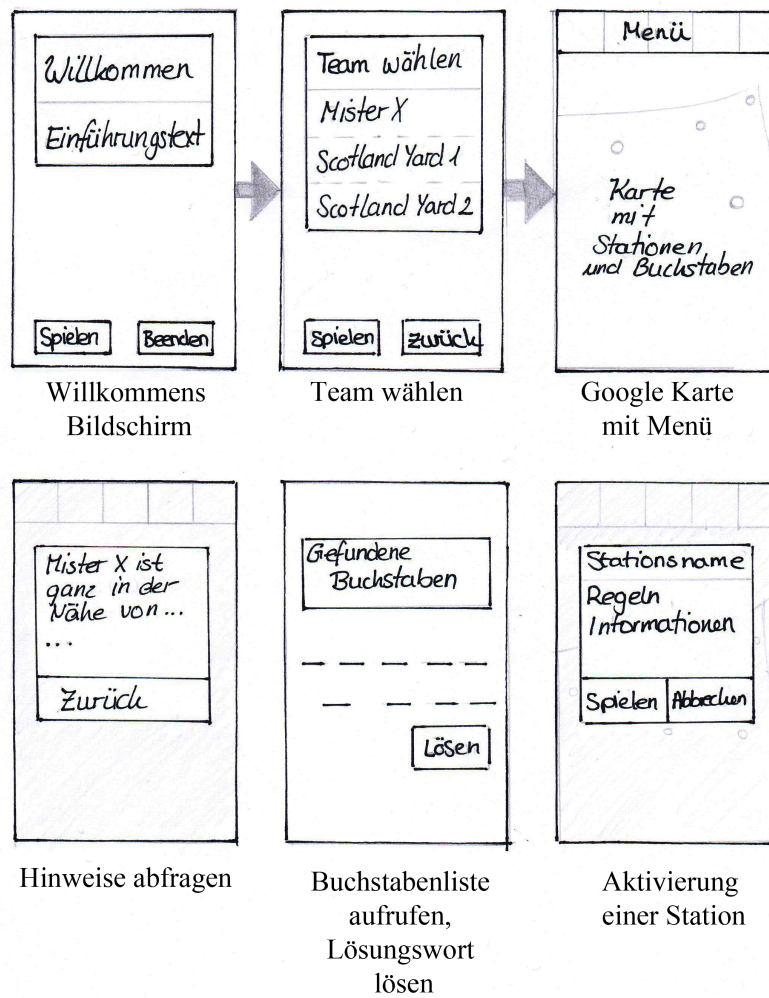 Willkommen
Einführungstext
Spielen
Beenden
Willkommens
Bildschirm
Team wählen
Mister X
Scotland Yard 1
Scotland Yard 2
Spielen
Zurück
Team wählen
Menü
Karte
mit
Stationen
und Buchstaben
Google Karte
mit Menü
Mister X ist
ganz in der
Nähe von...
...
Zurück
Hinweise abfragen
Gefundene
Buchstaben
Lösen
Buchstabenliste
aufrufen,
Lösungswort
lösen
Stationsname
Regeln
Informationen
Spielen
Abbrechen
Aktivierung
einer Station